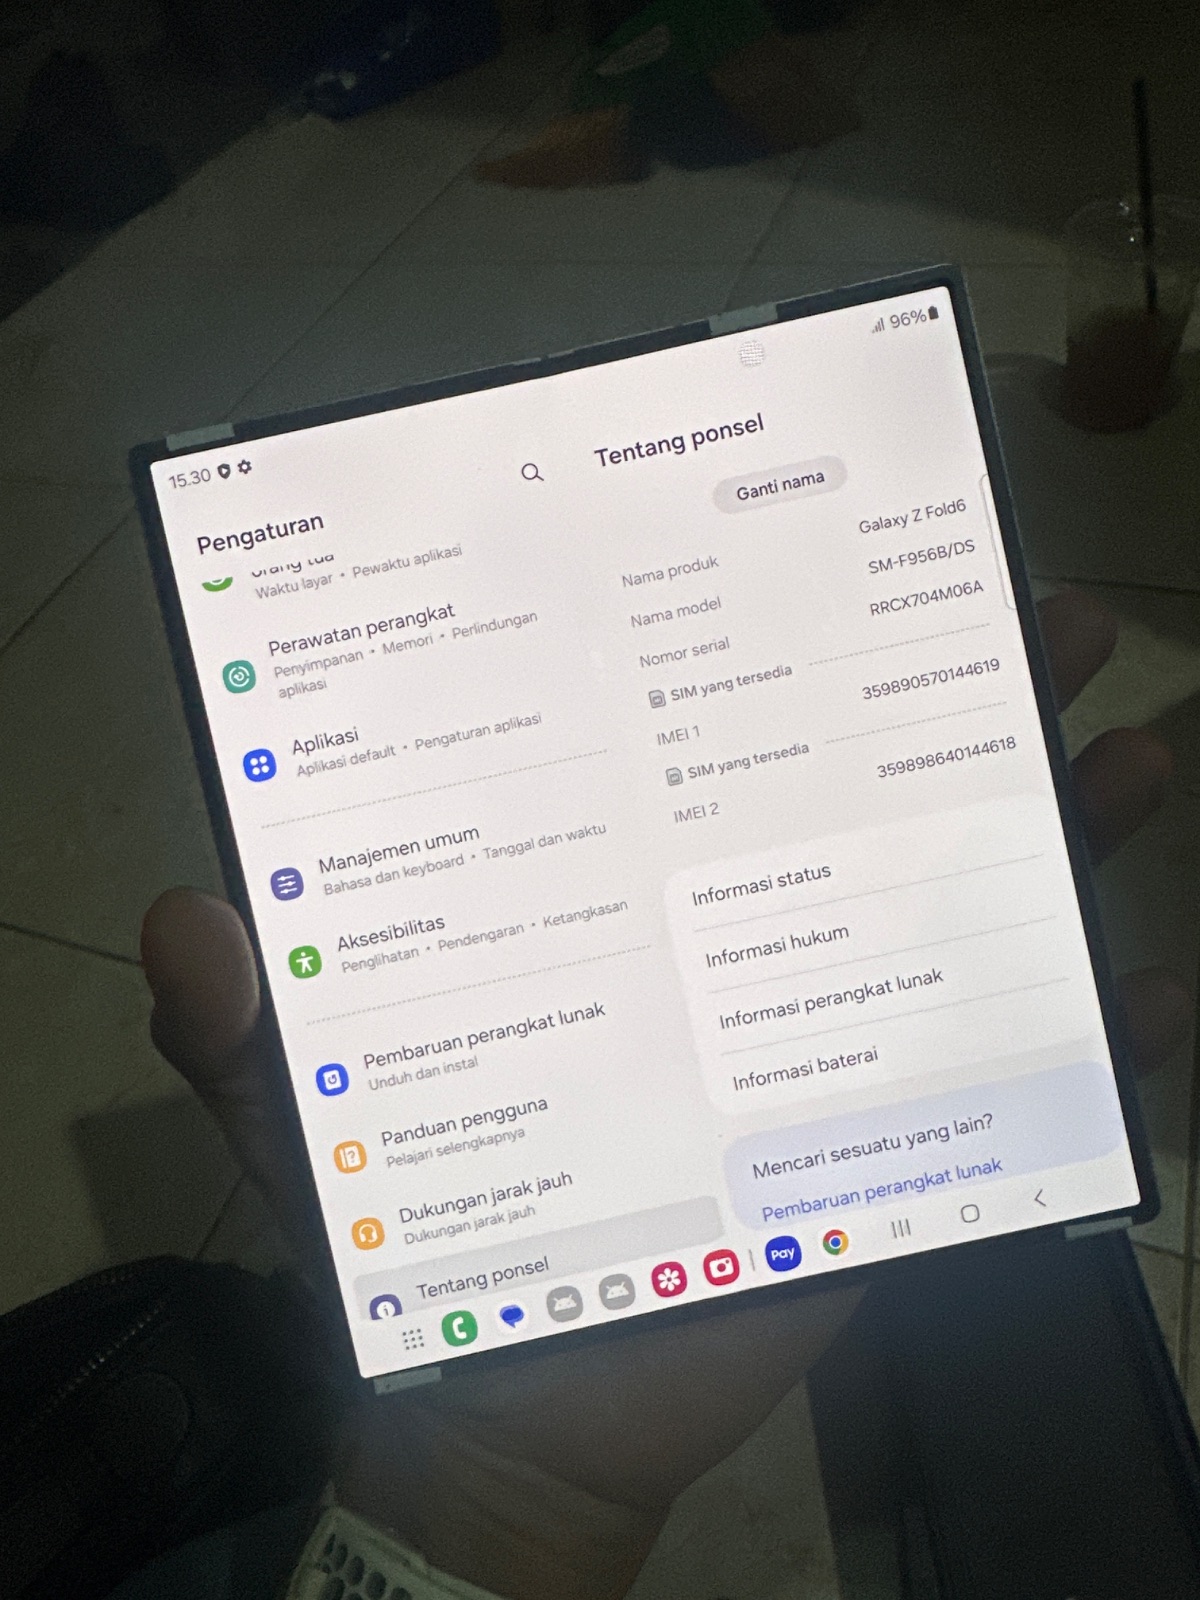 15.30
96%
Pengaturan
orang tua
Waktu layar • Pewaktu aplikasi
Perawatan perangkat
Penyimpanan • Memori • Perlindungan
aplikasi
Aplikasi
Aplikasi default • Pengaturan aplikasi
Manajemen umum
Bahasa dan keyboard • Tanggal dan waktu
Aksesibilitas
Penglihatan • Pendengaran • Ketangkasan
Pembaruan perangkat lunak
Unduh dan instal
Panduan pengguna
Pelajari selengkapnya
Dukungan jarak jauh
Dukungan jarak jauh
Tentang ponsel
Tentang ponsel
Ganti nama
Nama produk Galaxy Z Fold6
Nama model SM-F956B/DS
Nomor serial RRCX704M06A
SIM yang tersedia
IMEI 1 359890570144619
SIM yang tersedia
IMEI 2 359898640144618
Informasi status
Informasi hukum
Informasi perangkat lunak
Informasi baterai
Mencari sesuatu yang lain?
Pembaruan perangkat lunak
Pay